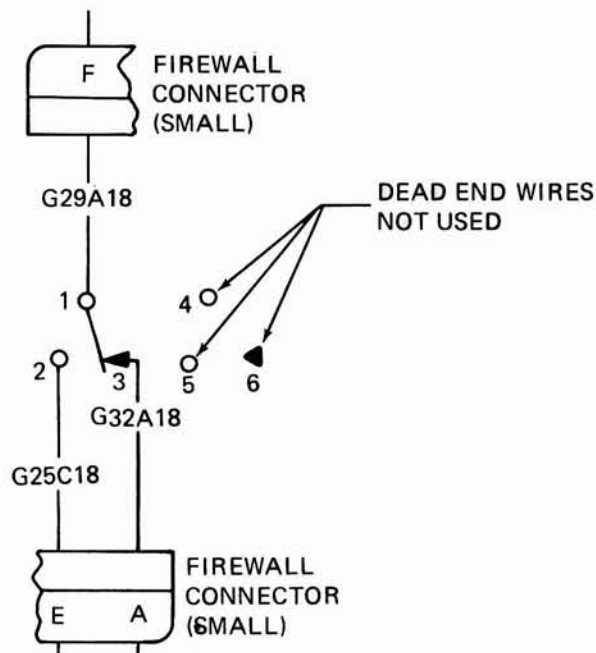 F
FIREWALL
CONNECTOR
(SMALL)
G29A18
DEAD END WIRES
NOT USED
1
4
2
3
5
6
G32A18
G25C18
FIREWALL
CONNECTOR
(SMALL)
E
A